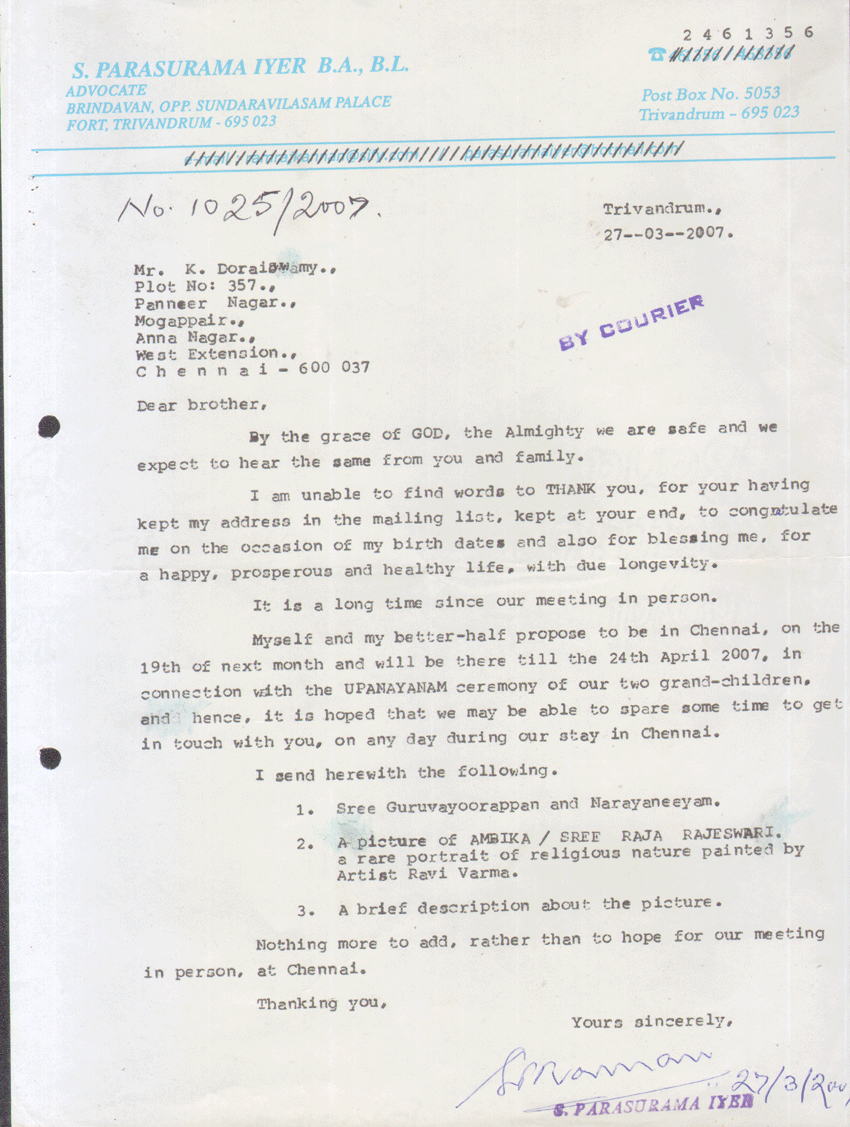 2 4 6 1 3 5 6
S. PARASURAMA IYER B.A., B.L.
ADVOCATE
BRINDAVAN, OPP. SUNDARAVILASAM PALACE
FORT, TRIVANDRUM - 695 023
Post Box No. 5053
Trivandrum – 695 023
No. 1025/2007.
Trivandrum.,
27--03--2007.
Mr. K. Doraiswamy.,
Plot No: 357.,
Panneer Nagar.,
Mogappair.,
Anna Nagar.,
West Extension.,
C h e n n a i - 600 037
BY COURIER
Dear brother,
By the grace of GOD, the Almighty we are safe and we
expect to hear the same from you and family.
I am unable to find words to THANK you, for your having
kept my address in the mailing list, kept at your end, to congratulate
me on the occasion of my birth dates and also for blessing me, for
a happy, prosperous and healthy life, with due longevity.
It is a long time since our meeting in person.
Myself and my better-half propose to be in Chennai, on the
19th of next month and will be there till the 24th April 2007, in
connection with the UPANAYANAM ceremony of our two grand-children,
and hence, it is hoped that we may be able to spare some time to get
in touch with you, on any day during our stay in Chennai.
I send herewith the following.
1. Sree Guruvayoorappan and Narayaneeyam.
2. A picture of AMBIKA / SREE RAJA RAJESWARI.
a rare portrait of religious nature painted by
Artist Ravi Varma.
3. A brief description about the picture.
Nothing more to add, rather than to hope for our meeting
in person, at Chennai.
Thanking you,
Yours sincerely,
27/3/2007
S. PARASURAMA IYER